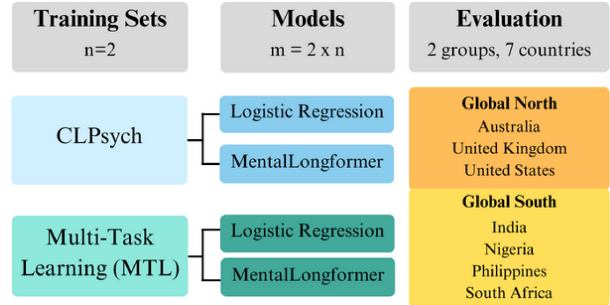 Training Sets
n=2
Models
m = 2 x n
Evaluation
2 groups, 7 countries
CLPsych
Logistic Regression
MentalLongformer
Multi-Task
Learning (MTL)
Logistic Regression
MentalLongformer
Global North
Australia
United Kingdom
United States
Global South
India
Nigeria
Philippines
South Africa